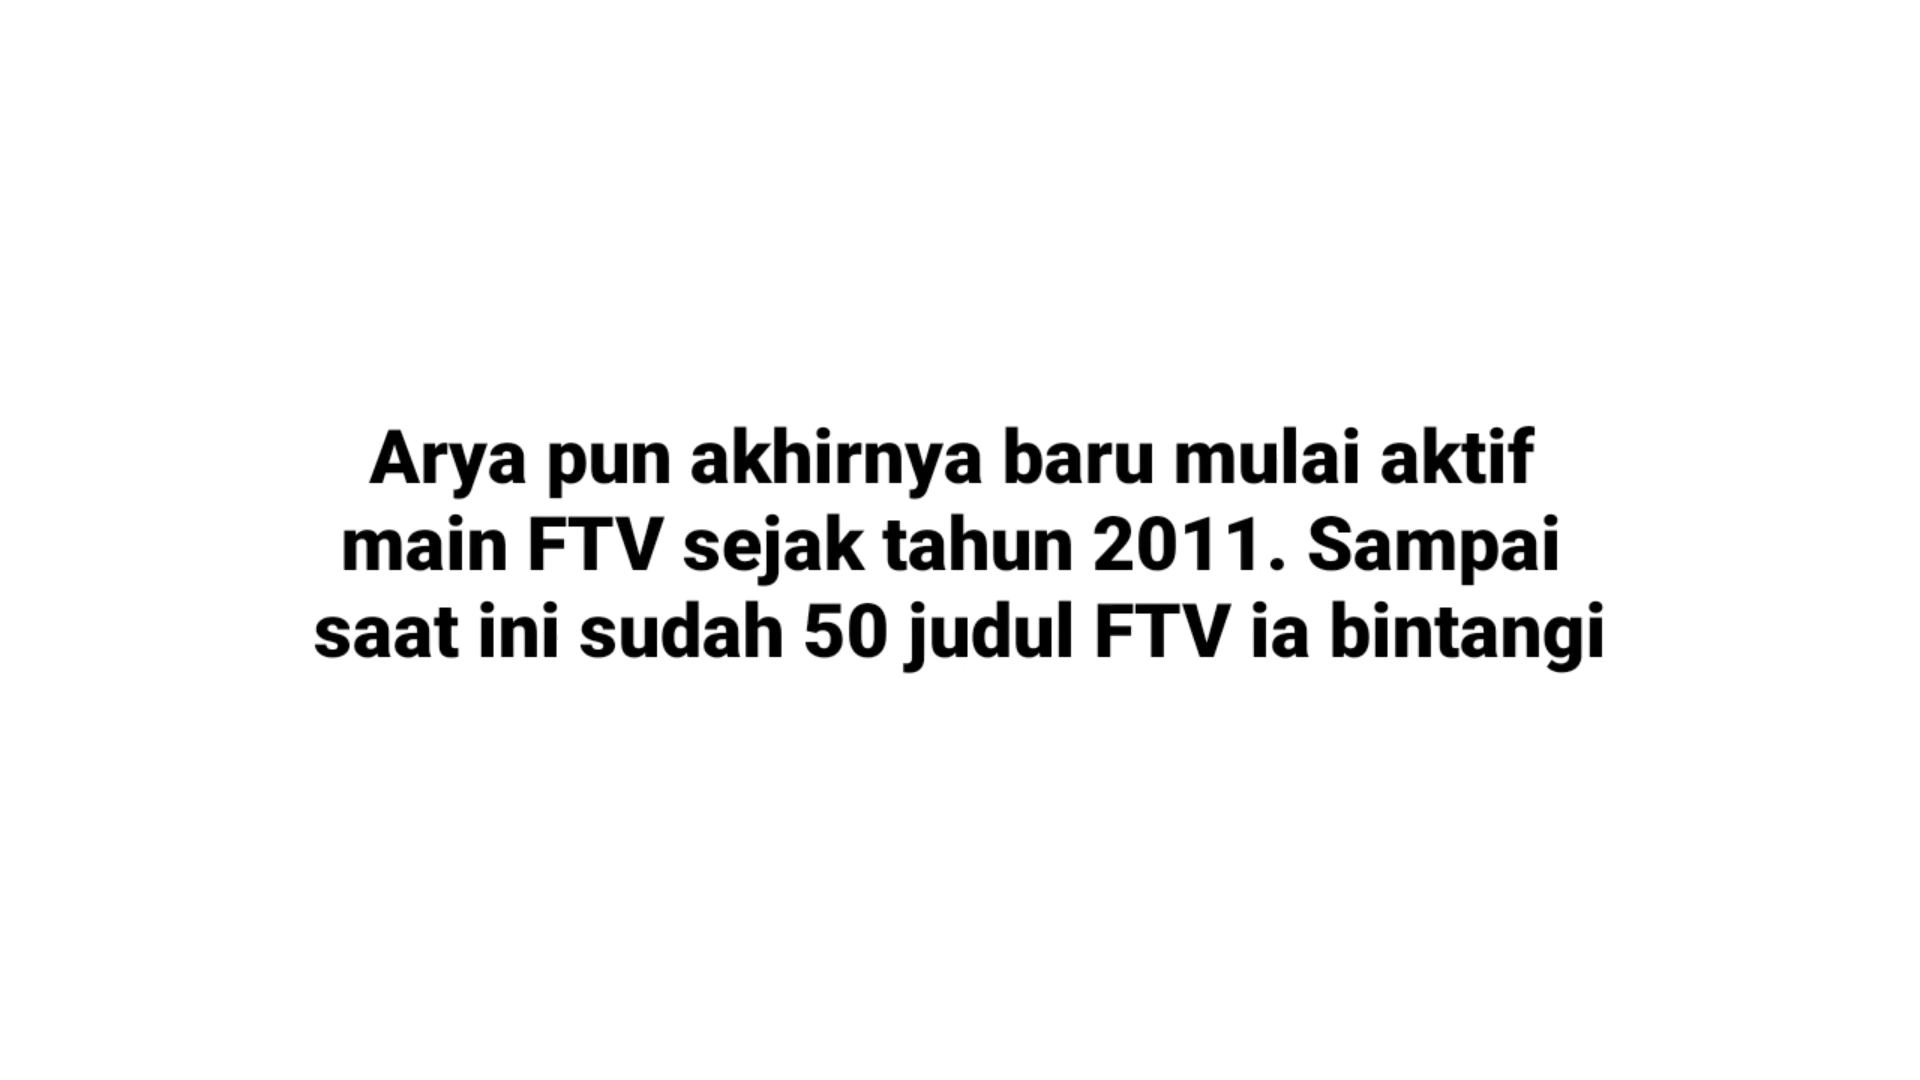 Arya pun akhirnya baru mulai aktif
main FTV sejak tahun 2011. Sampai
saat ini sudah 50 judul FTV ia bintangi